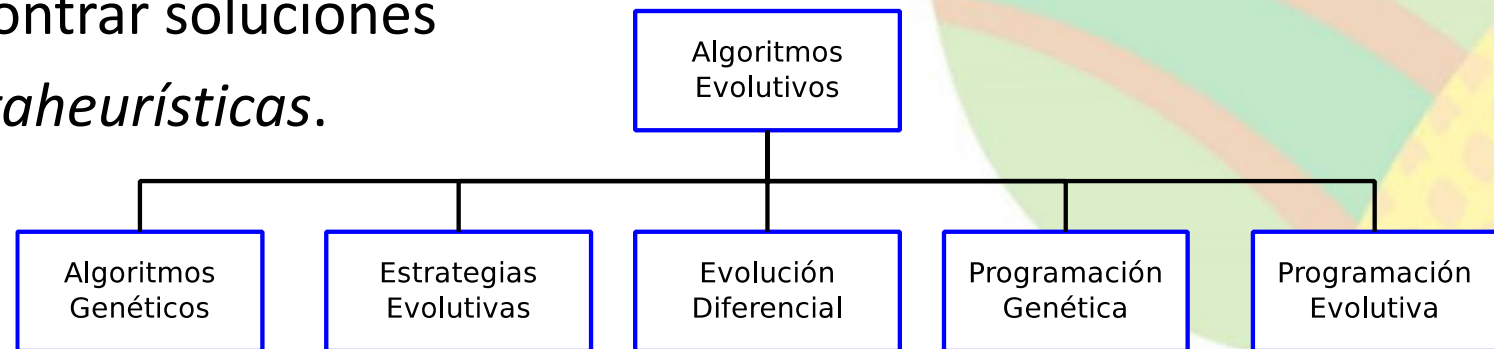 ontrar soluciones
aheurísticas.
Algoritmos
Evolutivos
Algoritmos
Genéticos
Estrategias
Evolutivas
Evolución
Diferencial
Programación
Genética
Programación
Evolutiva